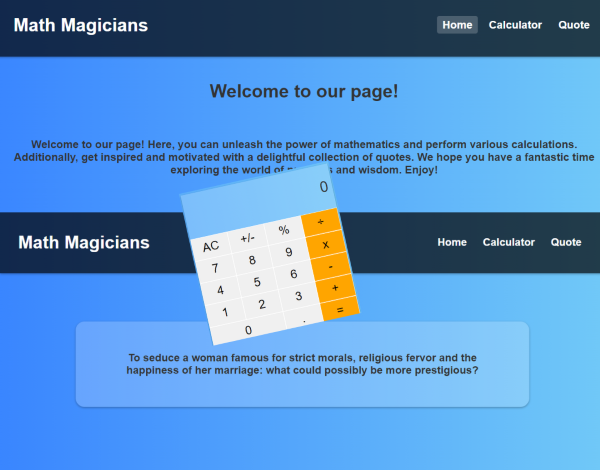 Math Magicians
Home Calculator Quote
Welcome to our page!
Welcome to our page! Here, you can unleash the power of mathematics and perform various calculations.
Additionally, get inspired and motivated with a delightful collection of quotes. We hope you have a fantastic time
exploring the world of and wisdom. Enjoy!
0
AC +/- % ÷
7 8 9 x
4 5 6 -
1 2 3 +
0 . =
Math Magicians
Home Calculator Quote
To seduce a woman famous for strict morals, religious fervor and the
happiness of her marriage: what could possibly be more prestigious?